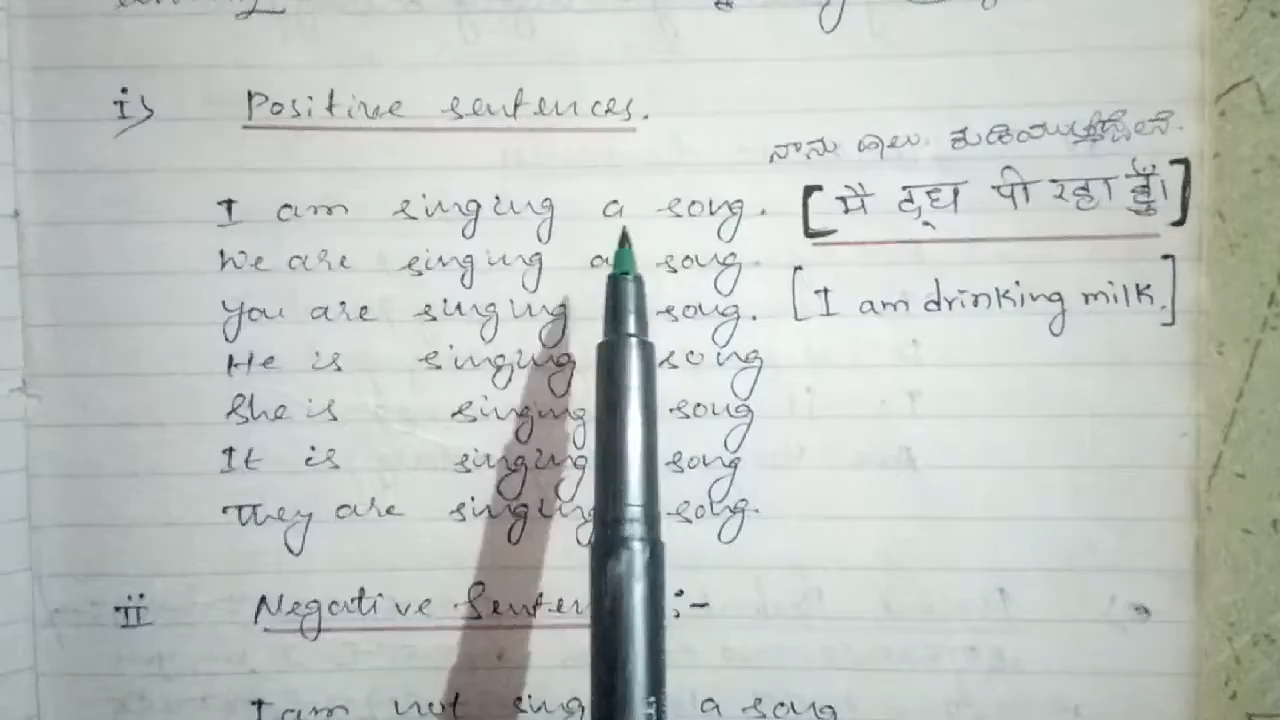 i) Positive sentences.
ನಾನು ಹಾಲು ಕುಡಿಯುತ್ತಿದ್ದೇನೆ.
I am singing a song. [मै दूध पी रहा हूँ।]
We are singing a song.
You are singing song. [I am drinking milk.]
He is singing song
She is singing song
It is singing song
They are singing song.
ii Negative Senten :-
I am not sing a song